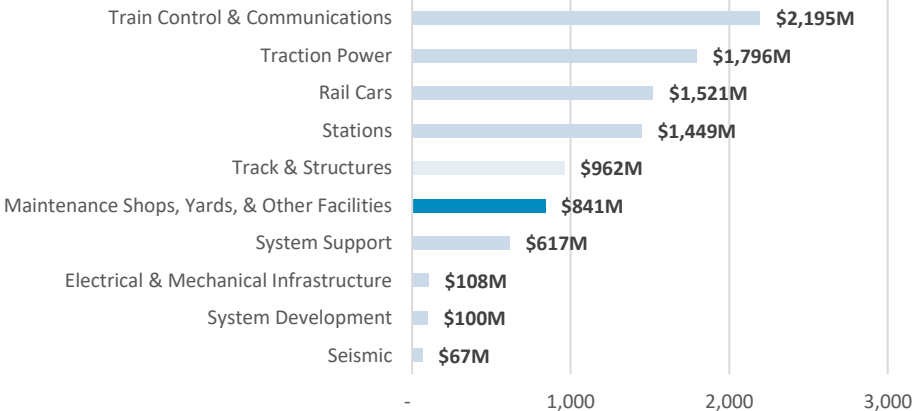 Train Control & Communications $2,195M
Traction Power $1,796M
Rail Cars $1,521M
Stations $1,449M
Track & Structures $962M
Maintenance Shops, Yards, & Other Facilities $841M
System Support $617M
Electrical & Mechanical Infrastructure $108M
System Development $100M
Seismic $67M
- 1,000 2,000 3,000